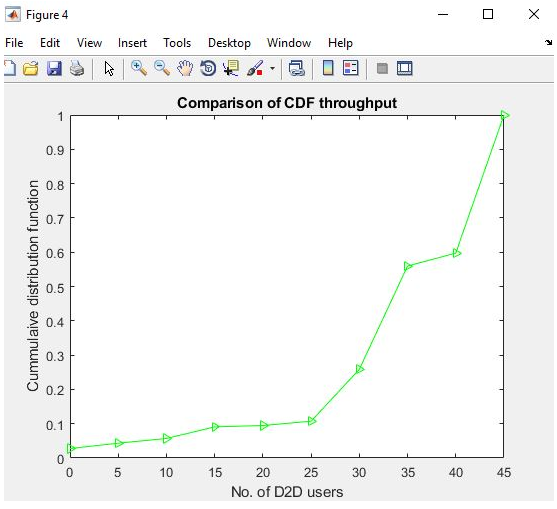 Figure 4
File Edit View Insert Tools Desktop Window Help
Comparison of CDF throughput
Cummulaive distribution function
1
0.9
0.8
0.7
0.6
0.5
0.4
0.3
0.2
0.1
0
0 5 10 15 20 25 30 35 40 45
No. of D2D users